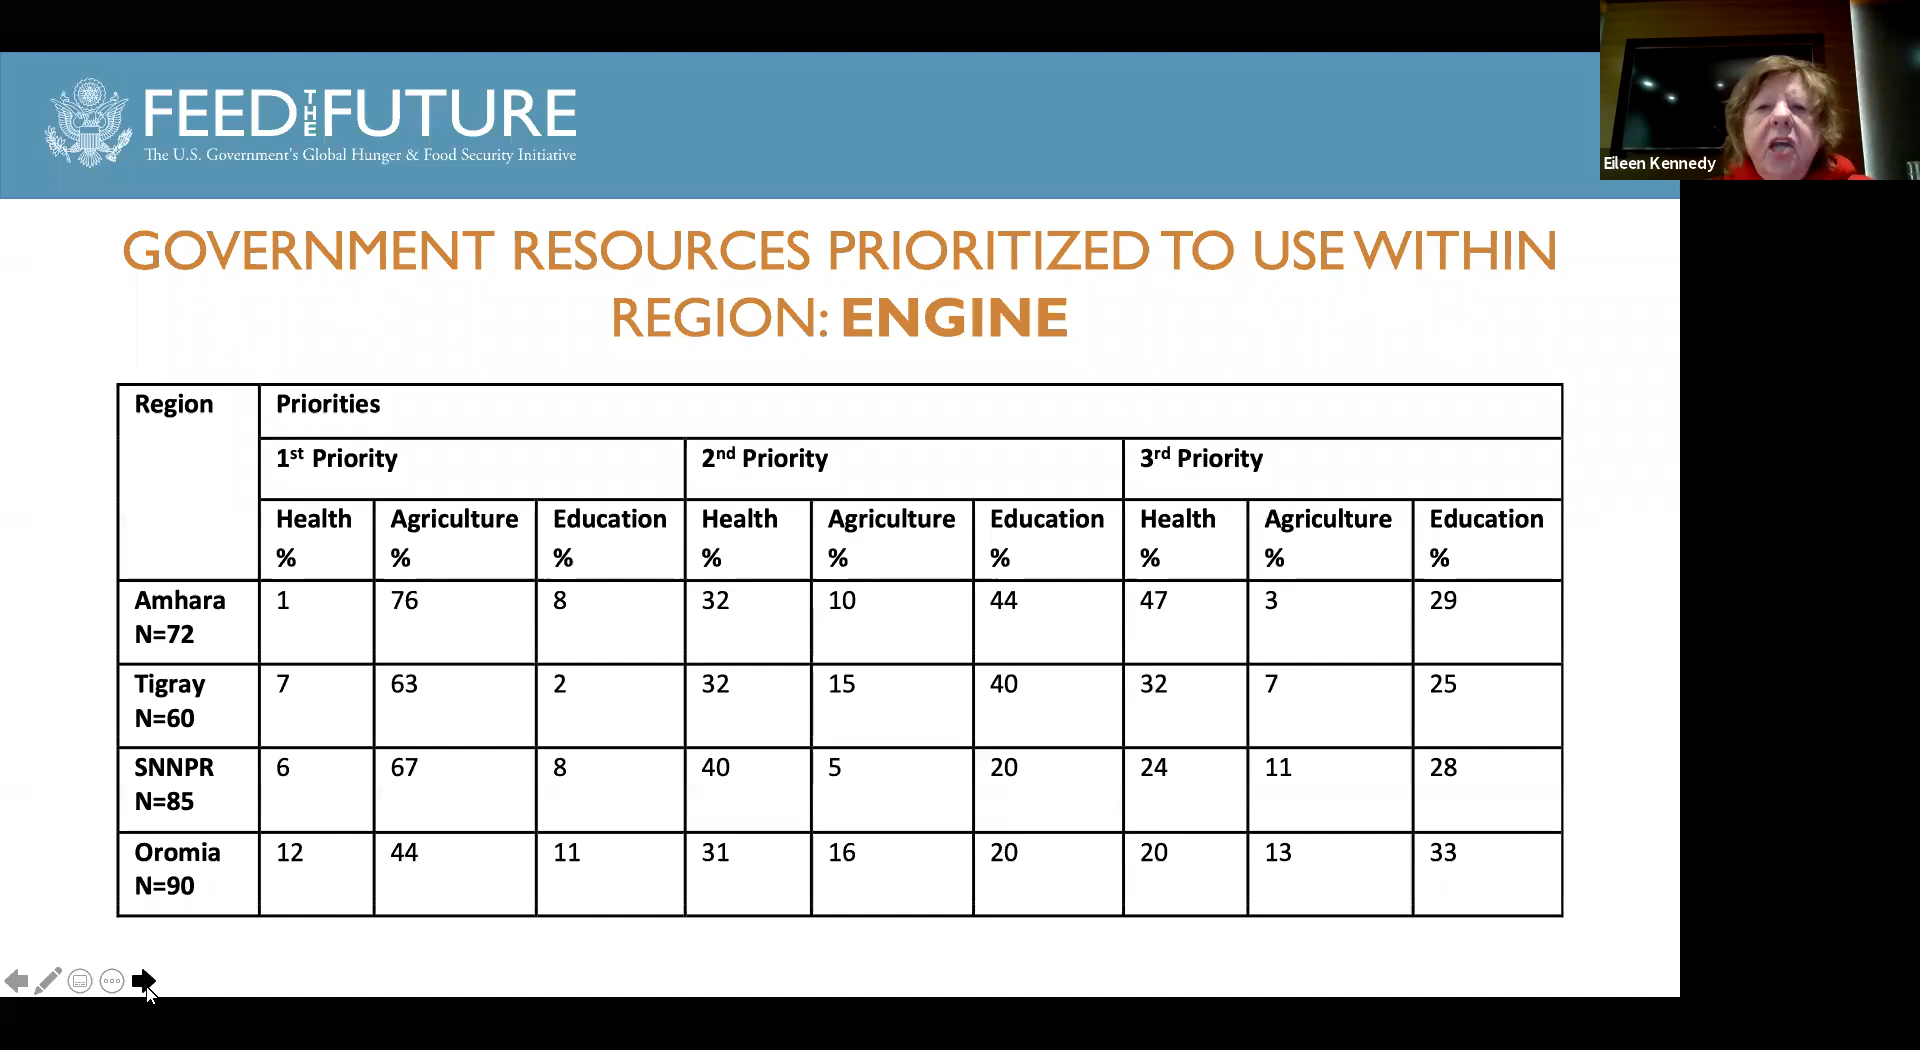 FEED THE FUTURE
The U.S. Government's Global Hunger & Food Security Initiative
Eileen Kennedy
GOVERNMENT RESOURCES PRIORITIZED TO USE WITHIN
REGION: ENGINE
Region Priorities
1st Priority 2nd Priority 3rd Priority
Health Agriculture Education Health Agriculture Education Health Agriculture Education
% % % % % % % % %
Amhara 1 76 8 32 10 44 47 3 29
N=72
Tigray 7 63 2 32 15 40 32 7 25
N=60
SNNPR 6 67 8 40 5 20 24 11 28
N=85
Oromia 12 44 11 31 16 20 20 13 33
N=90